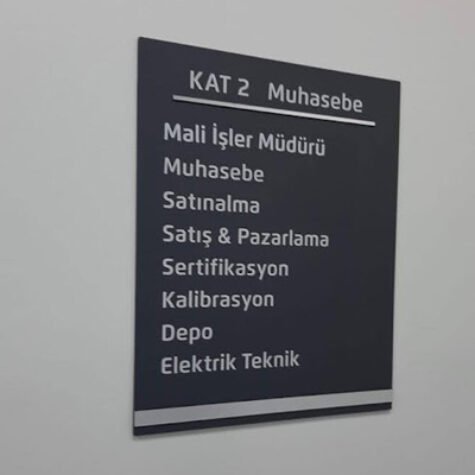 KAT 2 Muhasebe
Mali İşler Müdürü
Muhasebe
Satınalma
Satış & Pazarlama
Sertifikasyon
Kalibrasyon
Depo
Elektrik Teknik